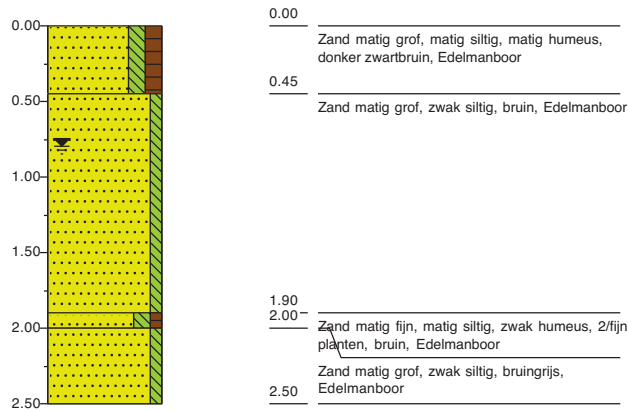 0.00
0.50
1.00
1.50
2.00
2.50
0.00
Zand matig grof, matig siltig, matig humeus,
donker zwartbruin, Edelmanboor
0.45
Zand matig grof, zwak siltig, bruin, Edelmanboor
1.90
2.00
Zand matig fijn, matig siltig, zwak humeus, 2/fijn
planten, bruin, Edelmanboor
Zand matig grof, zwak siltig, bruingrijs,
2.50
Edelmanboor